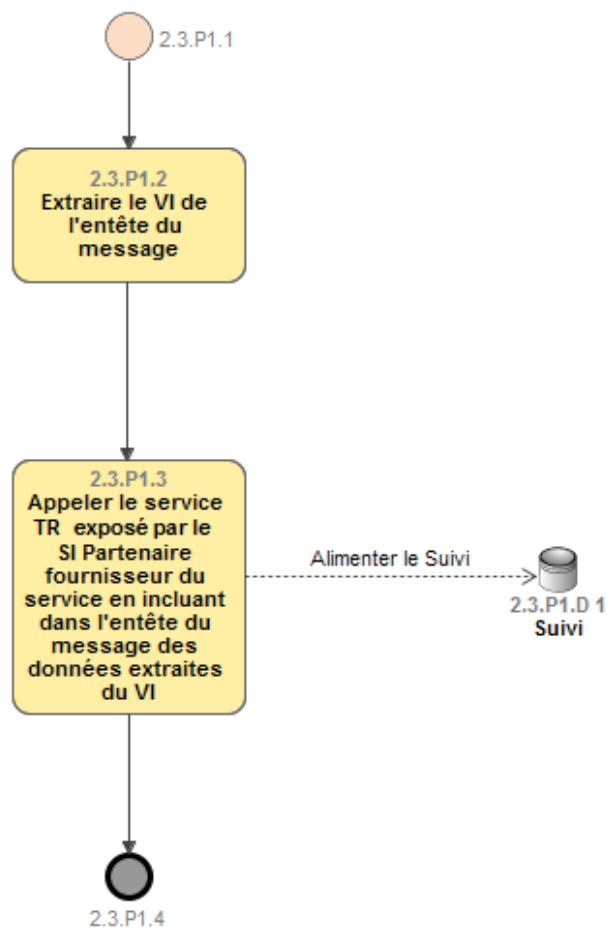 2.3.P1.1
2.3.P1.2
Extraire le VI de
l'entête du
message
2.3.P1.3
Appeler le service
TR exposé par le
SI Partenaire
fournisseur du
service en incluant
dans l'entête du
message des
données extraites
du VI
Alimenter le Suivi
2.3.P1.D 1
Suivi
2.3.P1.4